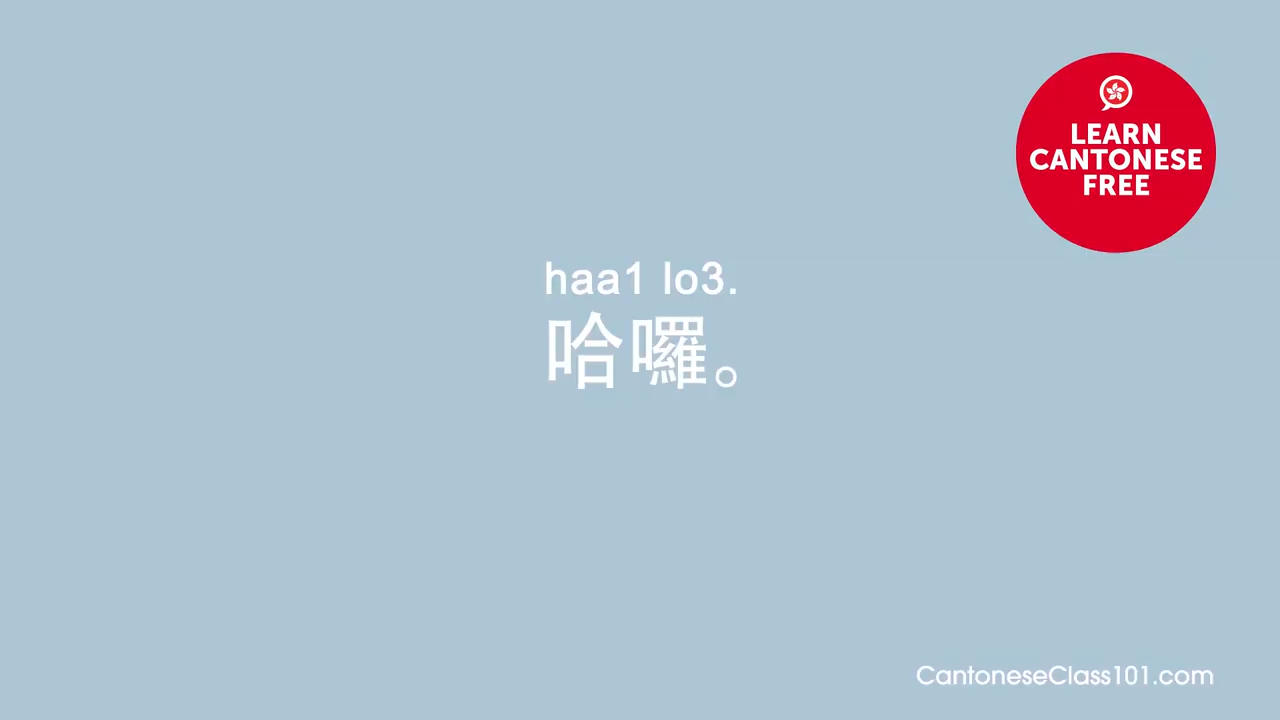 LEARN
CANTONESE
FREE
haa1 lo3.
哈囉。
CantoneseClass101.com